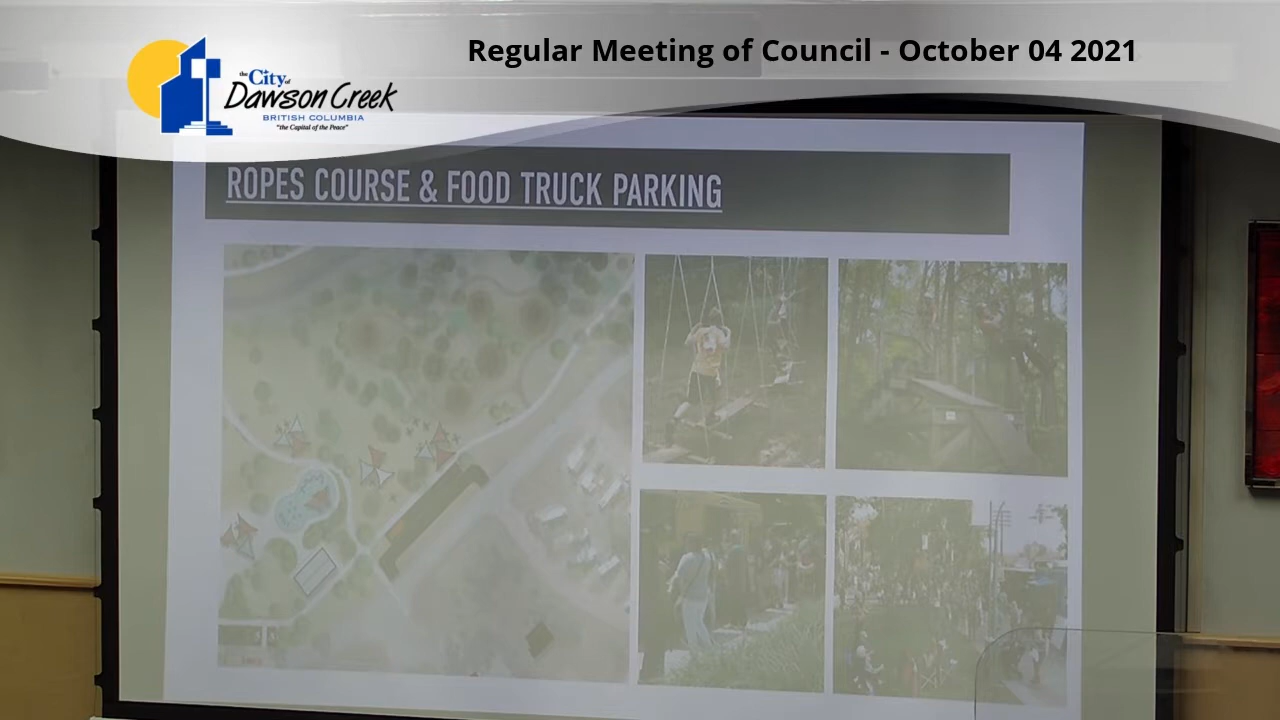 Regular Meeting of Council - October 04 2021
the City of
Dawson Creek
BRITISH COLUMBIA
"the Capital of the Peace"
ROPES COURSE & FOOD TRUCK PARKING